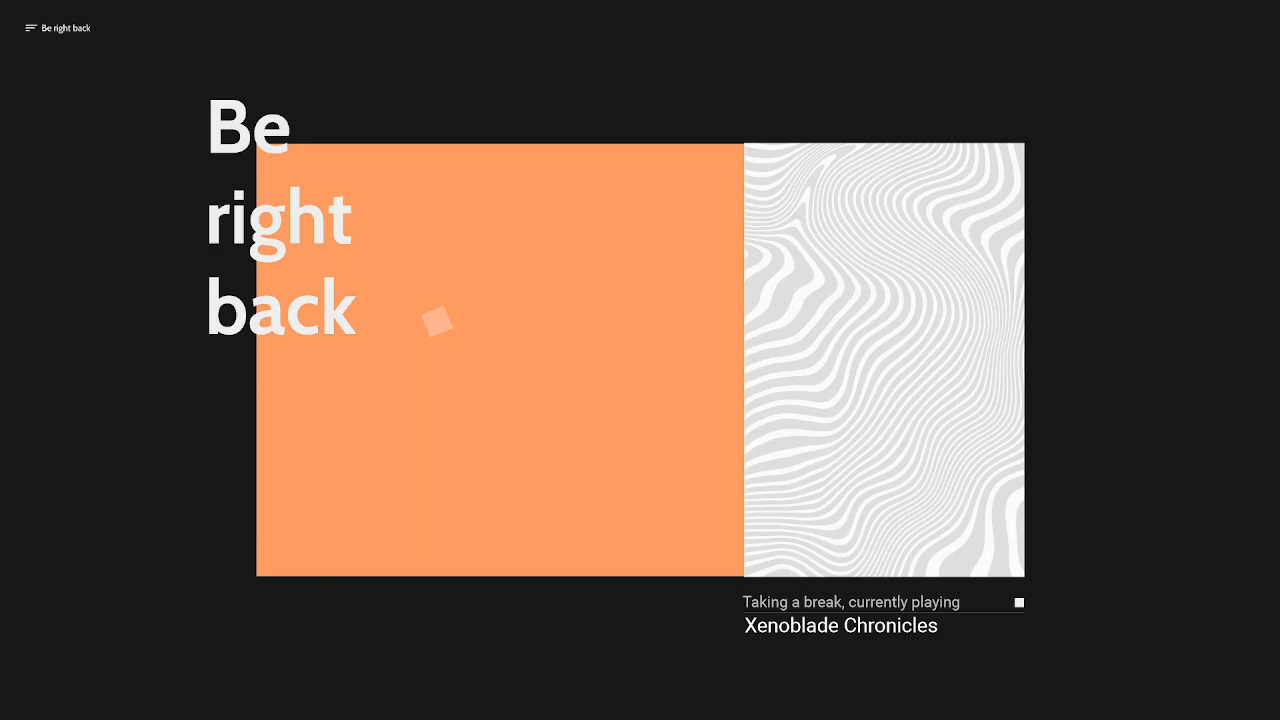 Be right back
Be
right
back
Taking a break, currently playing
Xenoblade Chronicles